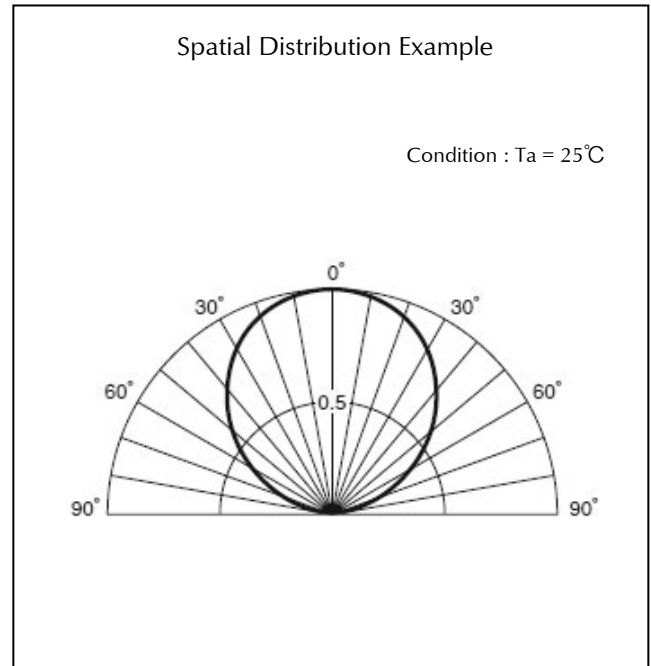 Spatial Distribution Example
Condition : Ta = 25℃
0˚
30˚ 30˚
60˚ 60˚
0.5
90˚ 90˚